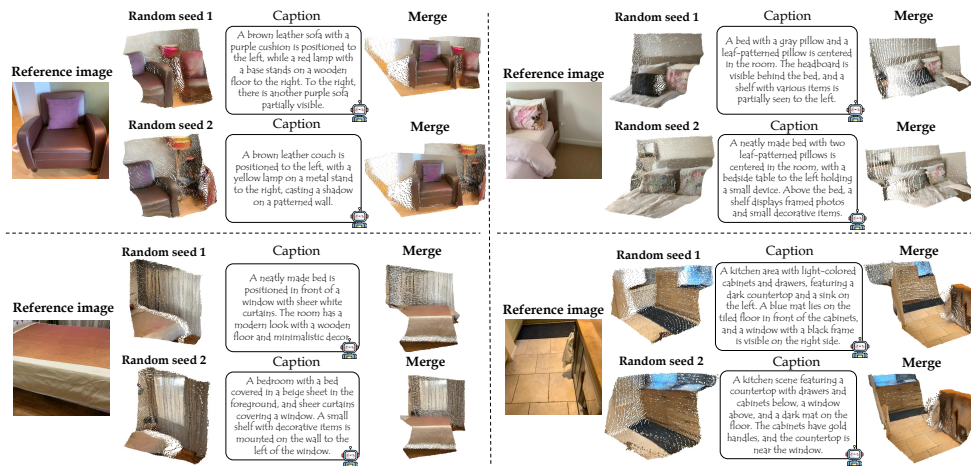 Random seed 1
Caption
Merge
Reference image
A brown leather sofa with a
purple cushion is positioned to
the left, while a red lamp with
a base stands on a wooden
floor to the right. To the right,
there is another purple sofa
partially visible.
Random seed 2
Caption
Merge
A brown leather couch is
positioned to the left, with a
yellow lamp on a metal stand
to the right, casting a shadow
on a patterned wall.
Random seed 1
Caption
Merge
Reference image
A bed with a gray pillow and a
leaf-patterned pillow is centered
in the room. The headboard is
visible behind the bed, and a
shelf with various items is
partially seen to the left.
Random seed 2
Caption
Merge
A neatly made bed with two
leaf-patterned pillows is
centered in the room, with a
bedside table to the left holding
a small device. Above the bed, a
shelf displays framed photos
and small decorative items.
Random seed 1
Caption
Merge
Reference image
A neatly made bed is
positioned in front of a
window with sheer white
curtains. The room has a
modern look with a wooden
floor and minimalistic decor.
Random seed 2
Caption
Merge
A bedroom with a bed
covered in a beige sheet in the
foreground, and sheer curtains
covering a window. A small
shelf with decorative items is
mounted on the wall to the
left of the window.
Random seed 1
Caption
Merge
Reference image
A kitchen area with light-colored
cabinets and drawers, featuring a
dark countertop and a sink on
the left. A blue mat lies on the
tiled floor in front of the cabinets,
and a window with a black frame
is visible on the right side.
Random seed 2
Caption
Merge
A kitchen scene featuring a
countertop with drawers and
cabinets below, a window
above, and a dark mat on the
floor. The cabinets have gold
handles, and the countertop is
near the window.